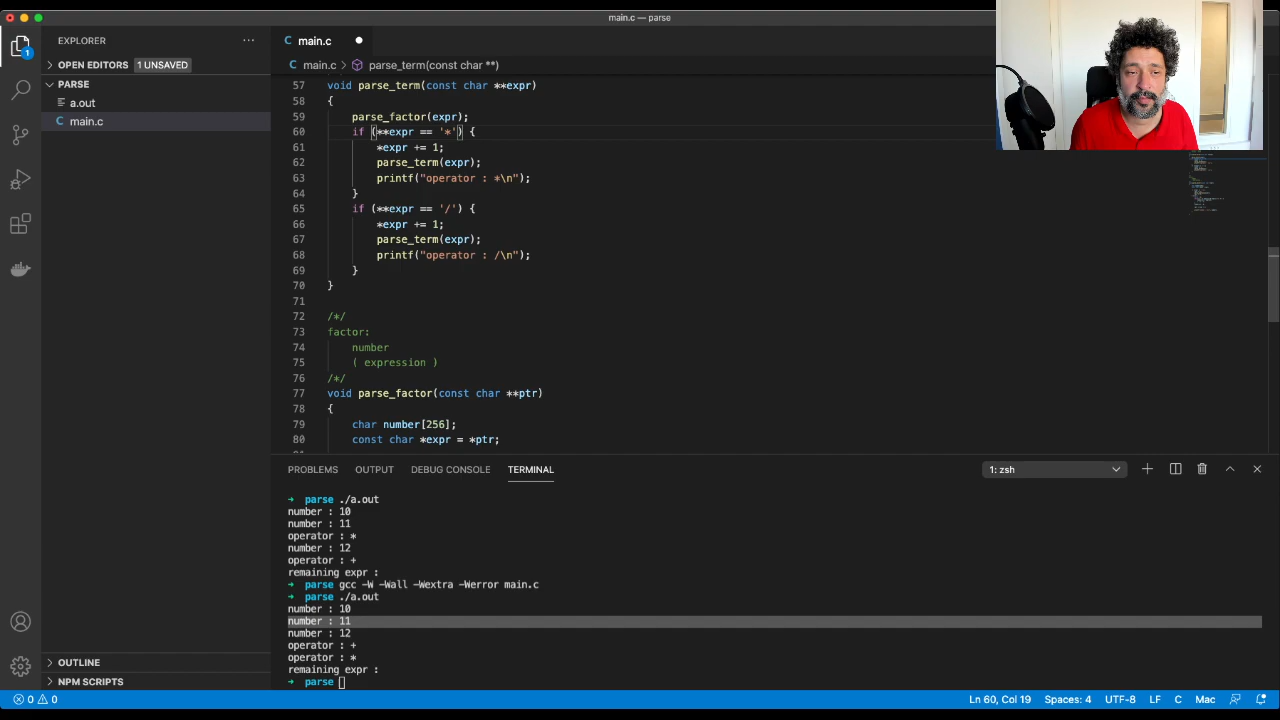 main.c — parse
EXPLORER
OPEN EDITORS 1 UNSAVED
PARSE
a.out
C main.c
1
OUTLINE
NPM SCRIPTS
C main.c
C main.c > parse_term(const char **)
57 void parse_term(const char **expr)
58 {
59 parse_factor(expr);
60 if (**expr == '*') {
61 *expr += 1;
62 parse_term(expr);
63 printf("operator : *\n");
64 }
65 if (**expr == '/') {
66 *expr += 1;
67 parse_term(expr);
68 printf("operator : /\n");
69 }
70 }
71
72 /*/
73 factor:
74 number
75 ( expression )
76 /*/
77 void parse_factor(const char **ptr)
78 {
79 char number[256];
80 const char *expr = *ptr;
PROBLEMS OUTPUT DEBUG CONSOLE TERMINAL 1: zsh
➜ parse ./a.out
number : 10
number : 11
operator : *
number : 12
operator : +
remaining expr :
➜ parse gcc -W -Wall -Wextra -Werror main.c
➜ parse ./a.out
number : 10
number : 11
number : 12
operator : +
operator : *
remaining expr :
➜ parse
0 0 Ln 60, Col 19 Spaces: 4 UTF-8 LF C Mac